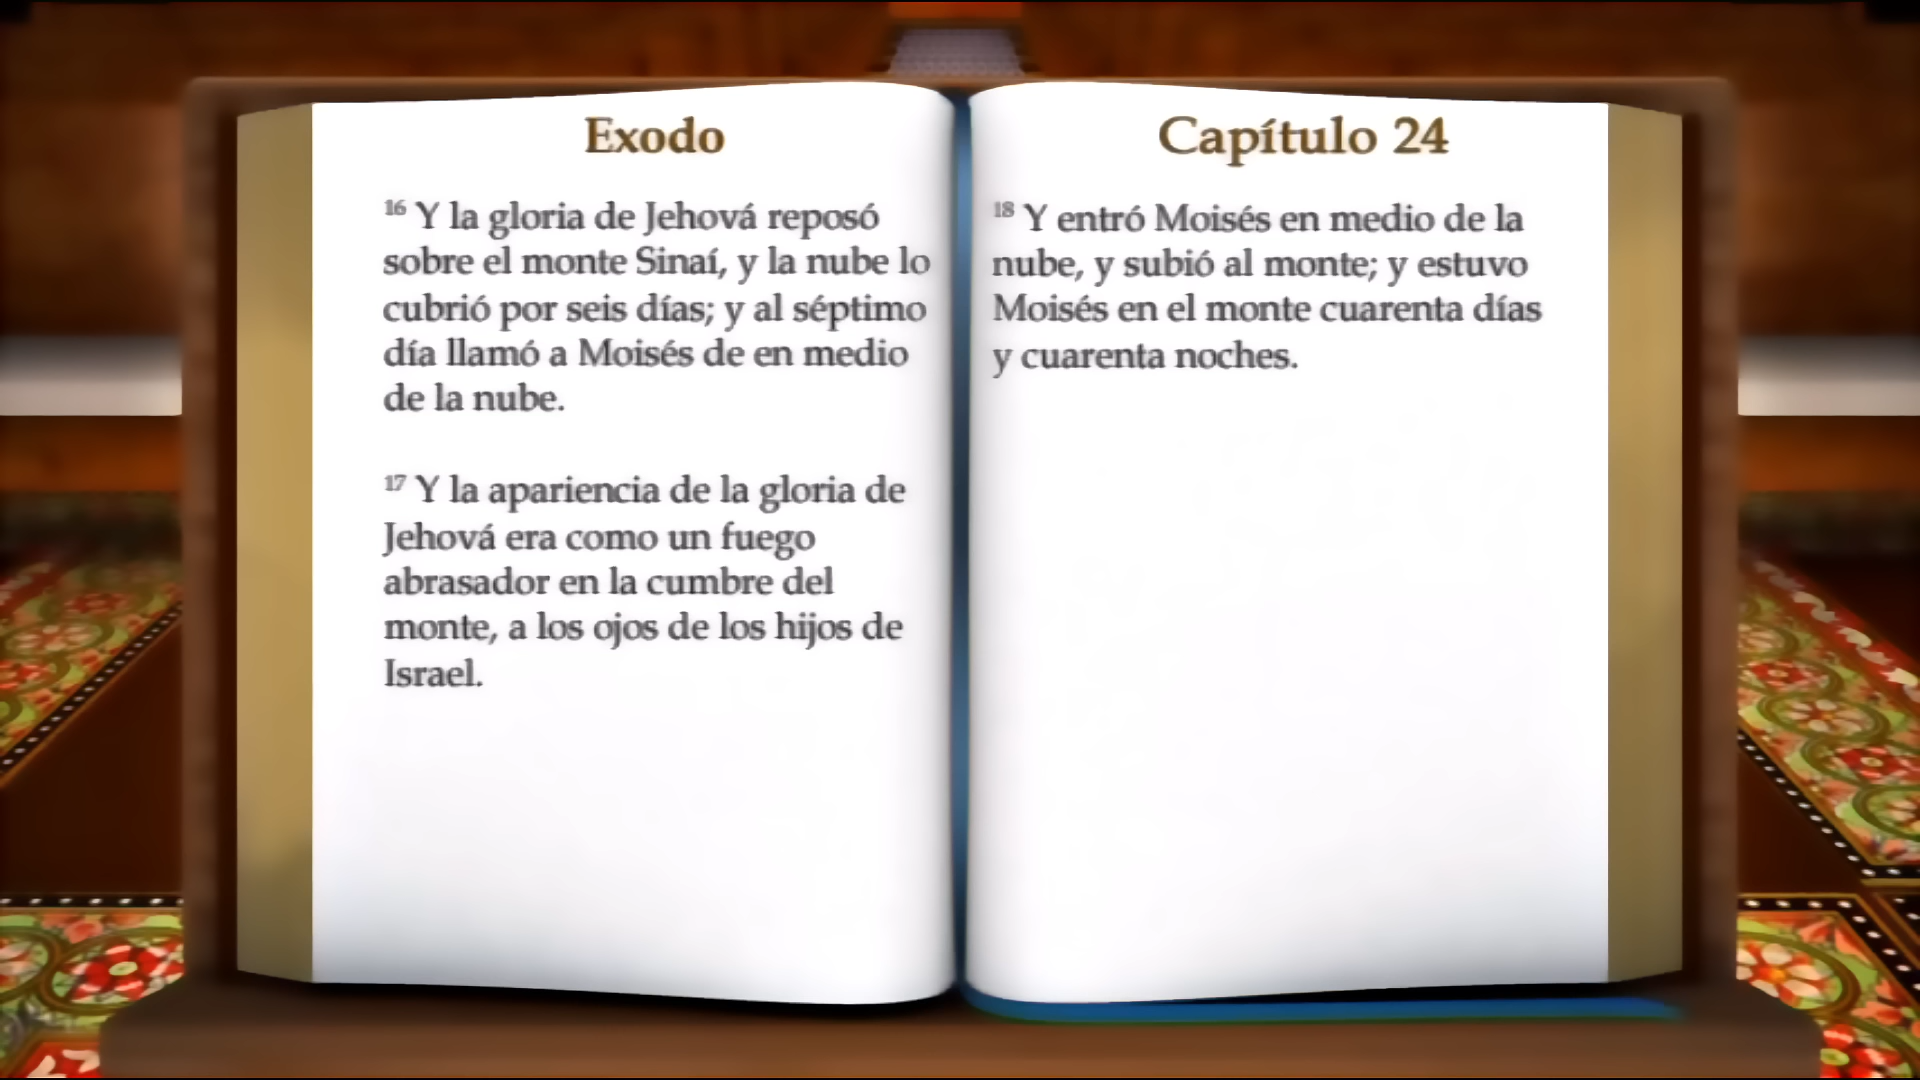 Exodo
16 Y la gloria de Jehová reposó
sobre el monte Sinaí, y la nube lo
cubrió por seis días; y al séptimo
día llamó a Moisés de en medio
de la nube.
17 Y la apariencia de la gloria de
Jehová era como un fuego
abrasador en la cumbre del
monte, a los ojos de los hijos de
Israel.
Capítulo 24
18 Y entró Moisés en medio de la
nube, y subió al monte; y estuvo
Moisés en el monte cuarenta días
y cuarenta noches.